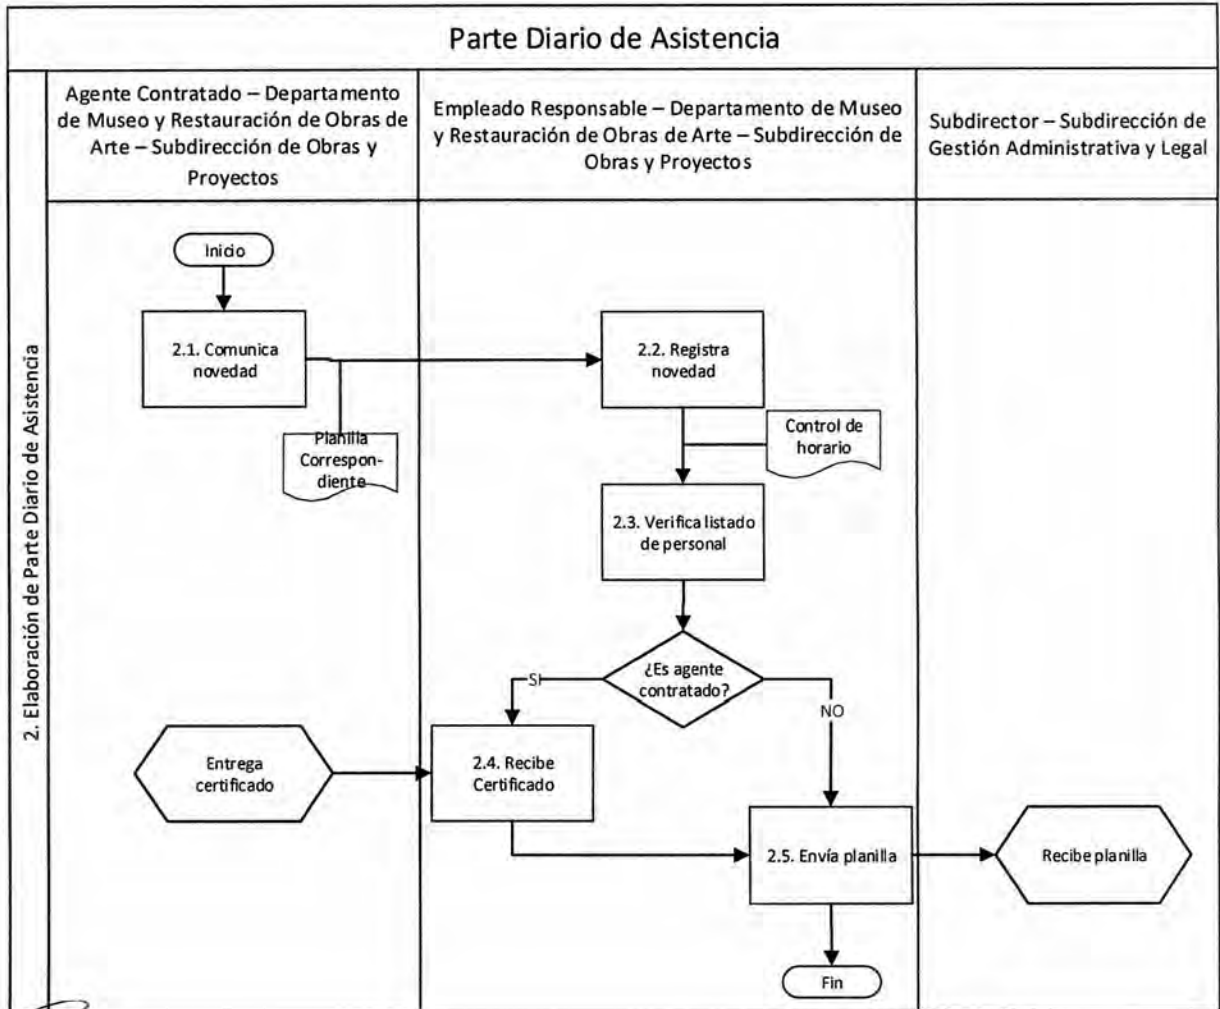 Parte Diario de Asistencia
Agente Contratado – Departamento
de Museo y Restauración de Obras de
Arte – Subdirección de Obras y
Proyectos
Empleado Responsable – Departamento de Museo
y Restauración de Obras de Arte – Subdirección de
Obras y Proyectos
Subdirector – Subdirección de
Gestión Administrativa y Legal
2. Elaboración de Parte Diario de Asistencia
Inicio
2.1. Comunica
novedad
2.2. Registra
novedad
Planilla
Correspon-
diente
Control de
horario
2.3. Verifica listado
de personal
¿Es agente
contratado?
SI
NO
Entrega
certificado
2.4. Recibe
Certificado
2.5. Envía planilla
Recibe planilla
Fin